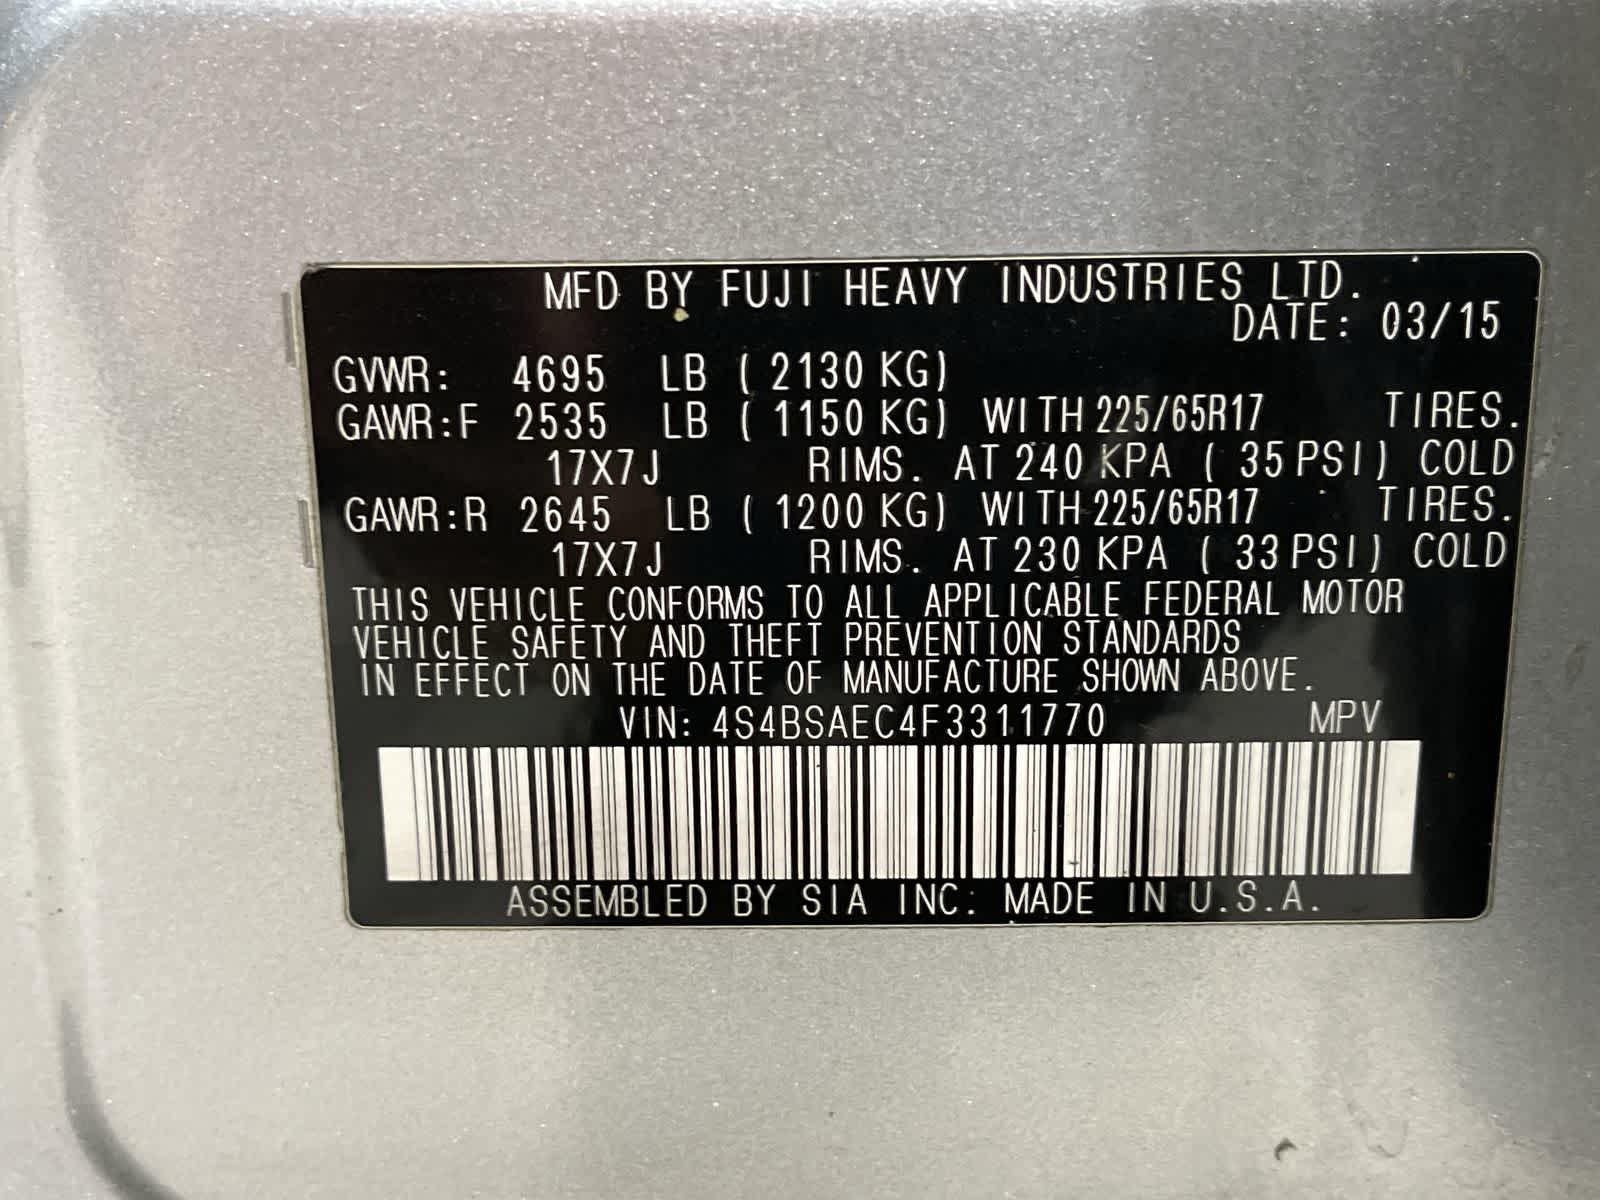 MFD BY FUJI HEAVY INDUSTRIES LTD.
DATE: 03/15
GVWR: 4695 LB ( 2130 KG)
GAWR:F 2535 LB ( 1150 KG) WITH 225/65R17 TIRES.
17X7J RIMS. AT 240 KPA ( 35 PSI) COLD
GAWR:R 2645 LB ( 1200 KG) WITH 225/65R17 TIRES.
17X7J RIMS. AT 230 KPA ( 33 PSI) COLD
THIS VEHICLE CONFORMS TO ALL APPLICABLE FEDERAL MOTOR
VEHICLE SAFETY AND THEFT PREVENTION STANDARDS
IN EFFECT ON THE DATE OF MANUFACTURE SHOWN ABOVE.
VIN: 4S4BSAEC4F3311770 MPV
ASSEMBLED BY SIA INC: MADE IN U.S.A.